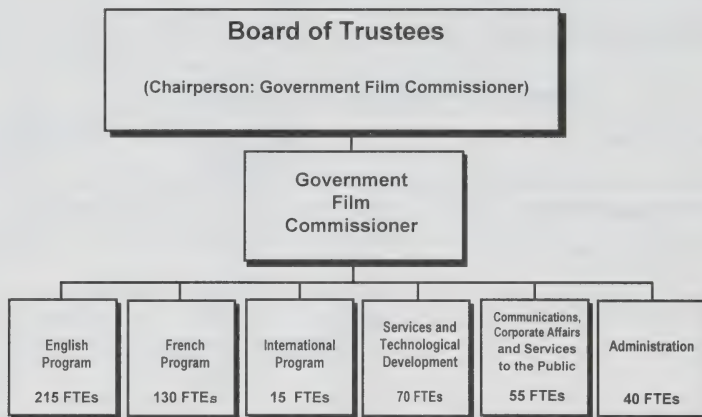 Board of Trustees
(Chairperson: Government Film Commissioner)
Government
Film
Commissioner
English
Program
215 FTEs
French
Program
130 FTEs
International
Program
15 FTEs
Services and
Technological
Development
70 FTEs
Communications,
Corporate Affairs
and Services
to the Public
55 FTEs
Administration
40 FTEs